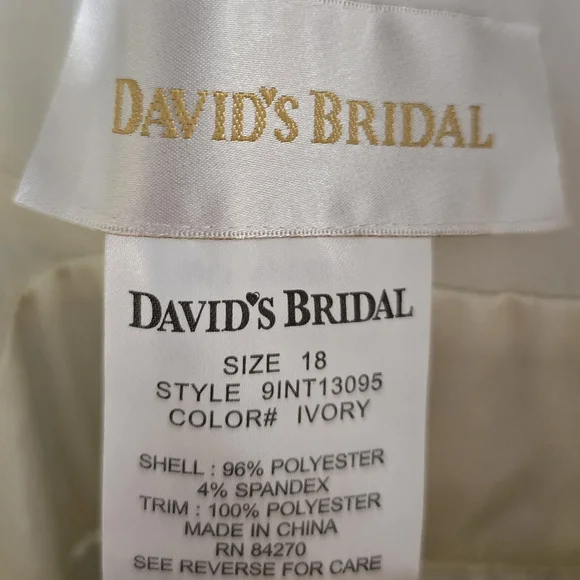 DAVID'S BRIDAL
DAVID'S BRIDAL
SIZE 18
STYLE 9INT13095
COLOR# IVORY
SHELL : 96% POLYESTER
4% SPANDEX
TRIM : 100% POLYESTER
MADE IN CHINA
RN 84270
SEE REVERSE FOR CARE